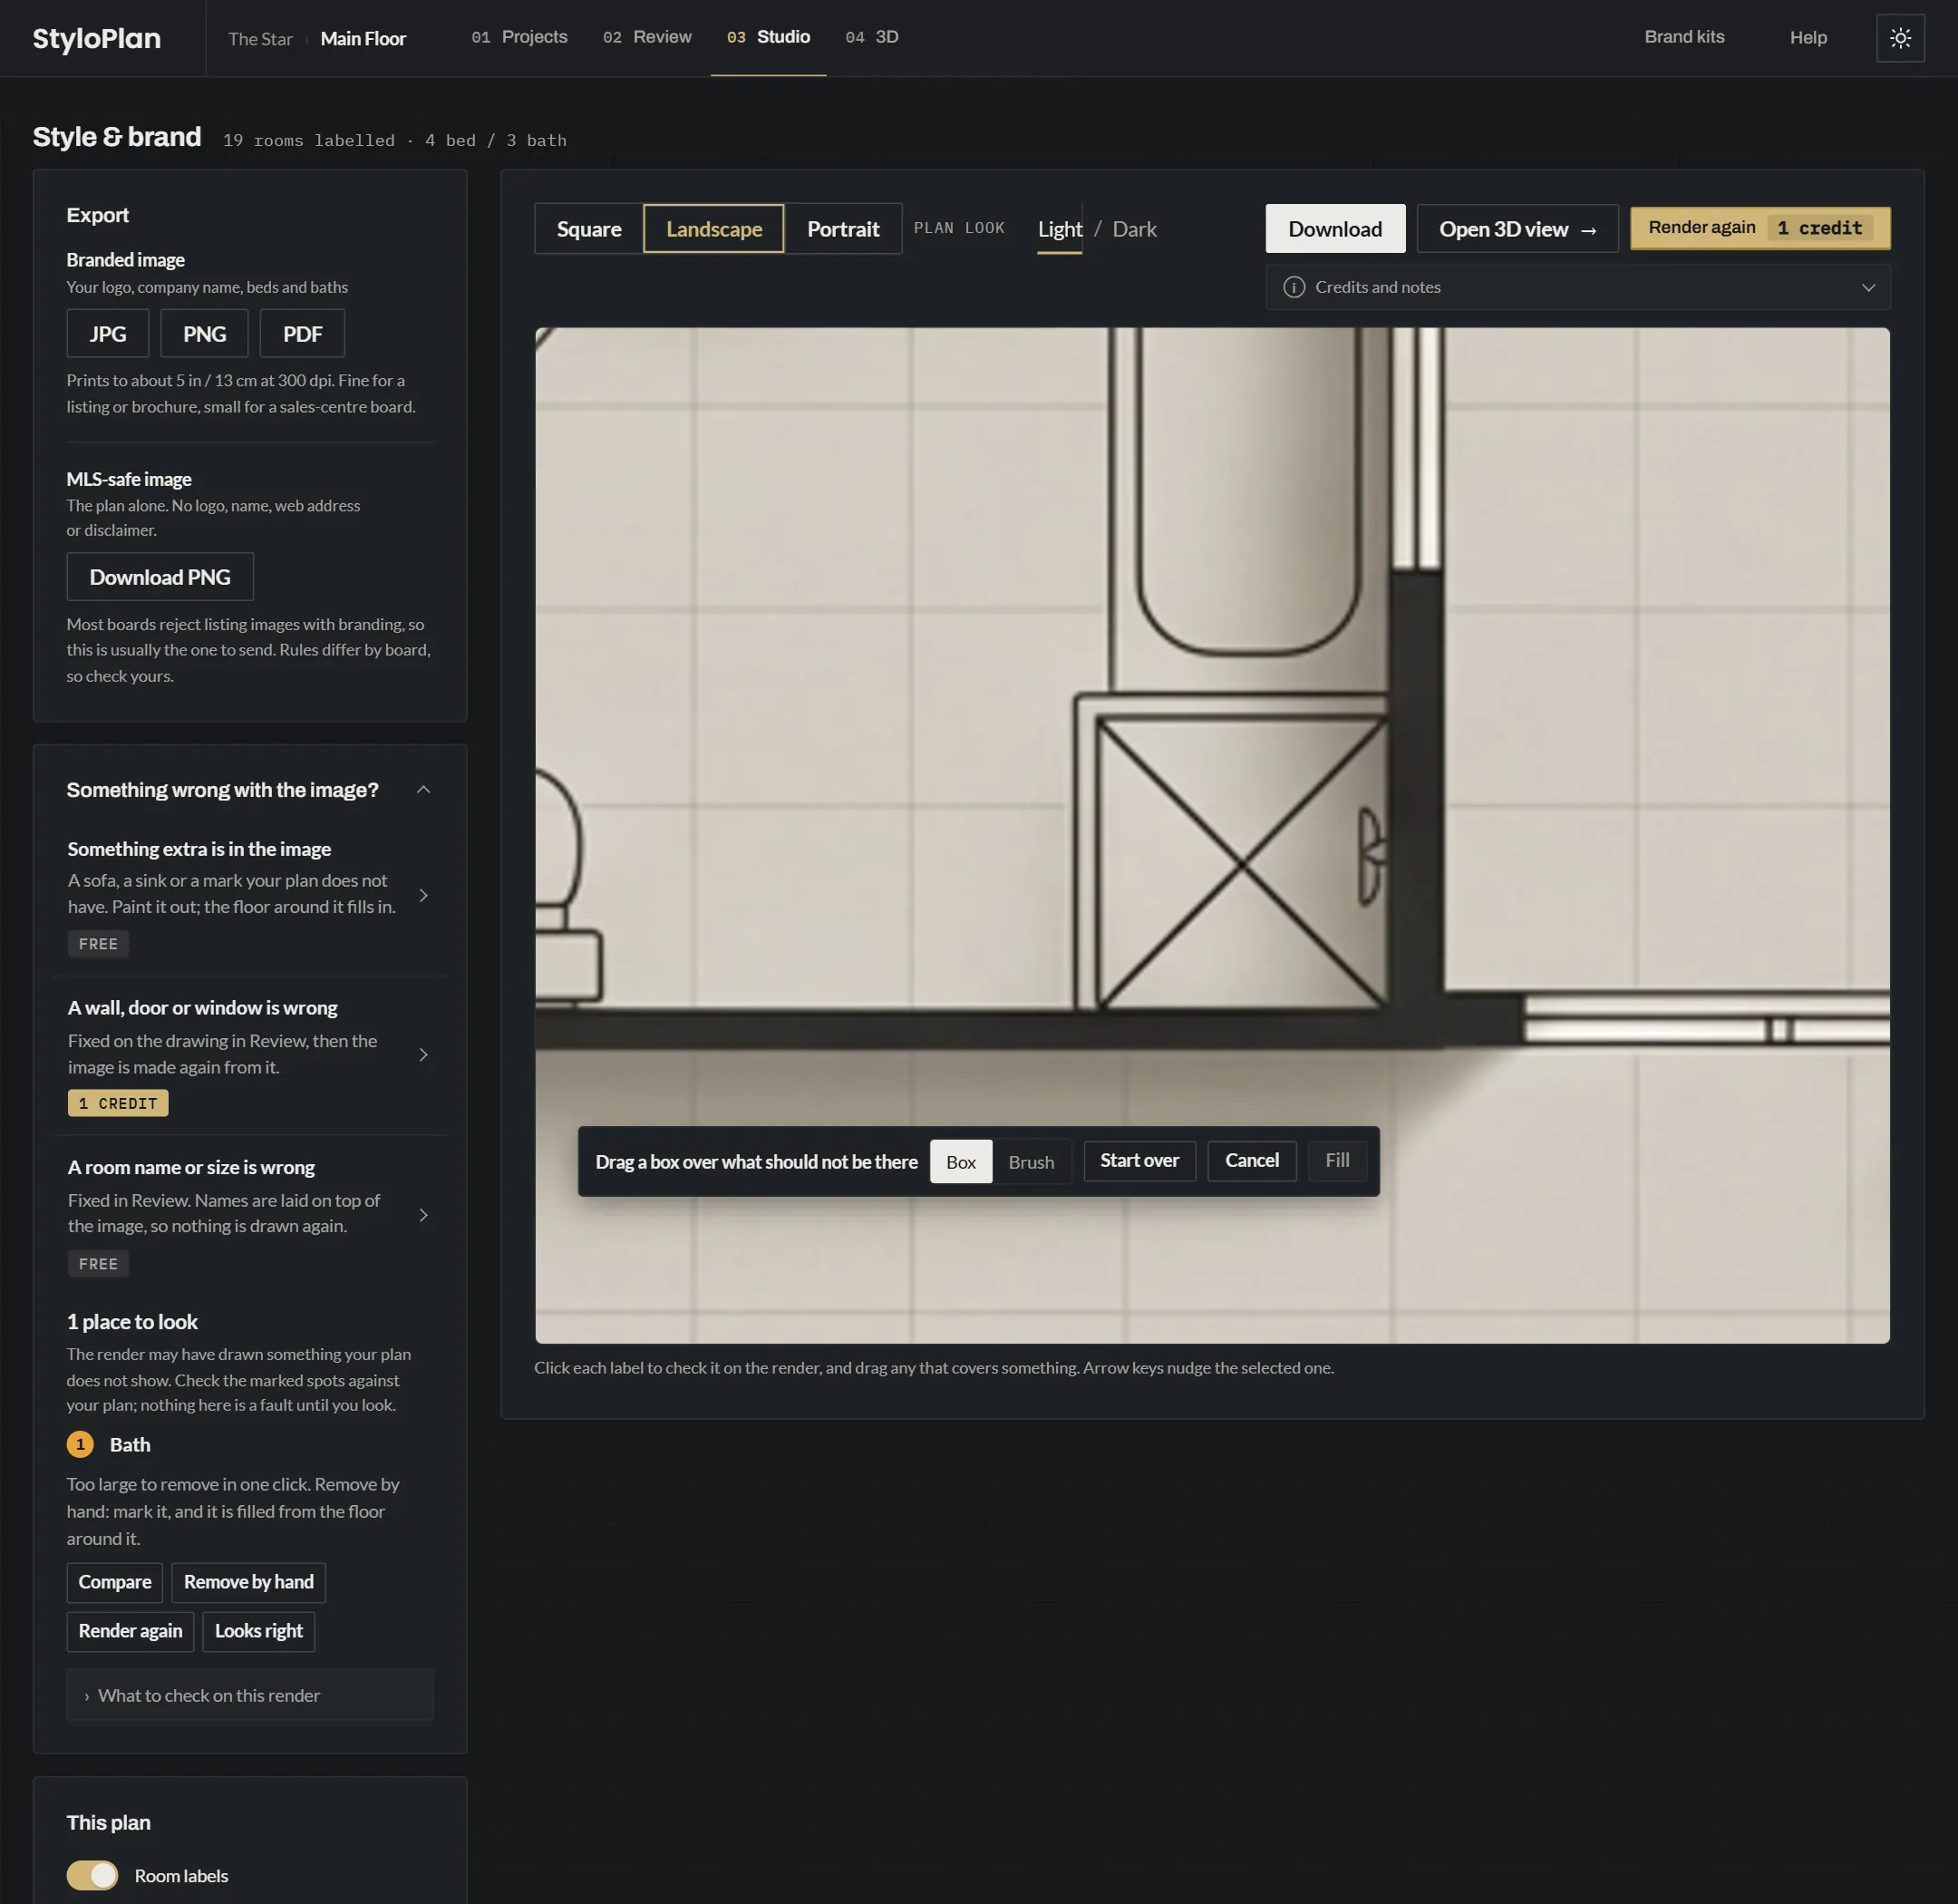 StyloPlan
The Star › Main Floor
01 Projects
02 Review
03 Studio
04 3D
Brand kits
Help
Style & brand
19 rooms labelled · 4 bed / 3 bath
Export
Branded image
Your logo, company name, beds and baths
JPG PNG PDF
Prints to about 5 in / 13 cm at 300 dpi. Fine for a
listing or brochure, small for a sales-centre board.
MLS-safe image
The plan alone. No logo, name, web address
or disclaimer.
Download PNG
Most boards reject listing images with branding, so
this is usually the one to send. Rules differ by board,
so check yours.
Something wrong with the image?
Something extra is in the image
A sofa, a sink or a mark your plan does not
have. Paint it out; the floor around it fills in.
FREE
A wall, door or window is wrong
Fixed on the drawing in Review, then the
image is made again from it.
1 CREDIT
A room name or size is wrong
Fixed in Review. Names are laid on top of
the image, so nothing is drawn again.
FREE
1 place to look
The render may have drawn something your plan
does not show. Check the marked spots against
your plan; nothing here is a fault until you look.
1 Bath
Too large to remove in one click. Remove by
hand: mark it, and it is filled from the floor
around it.
Compare Remove by hand
Render again Looks right
› What to check on this render
This plan
Room labels
Square Landscape Portrait
PLAN LOOK Light / Dark
Download
Open 3D view →
Render again 1 credit
Credits and notes
Drag a box over what should not be there Box Brush Start over Cancel Fill
Click each label to check it on the render, and drag any that covers something. Arrow keys nudge the selected one.